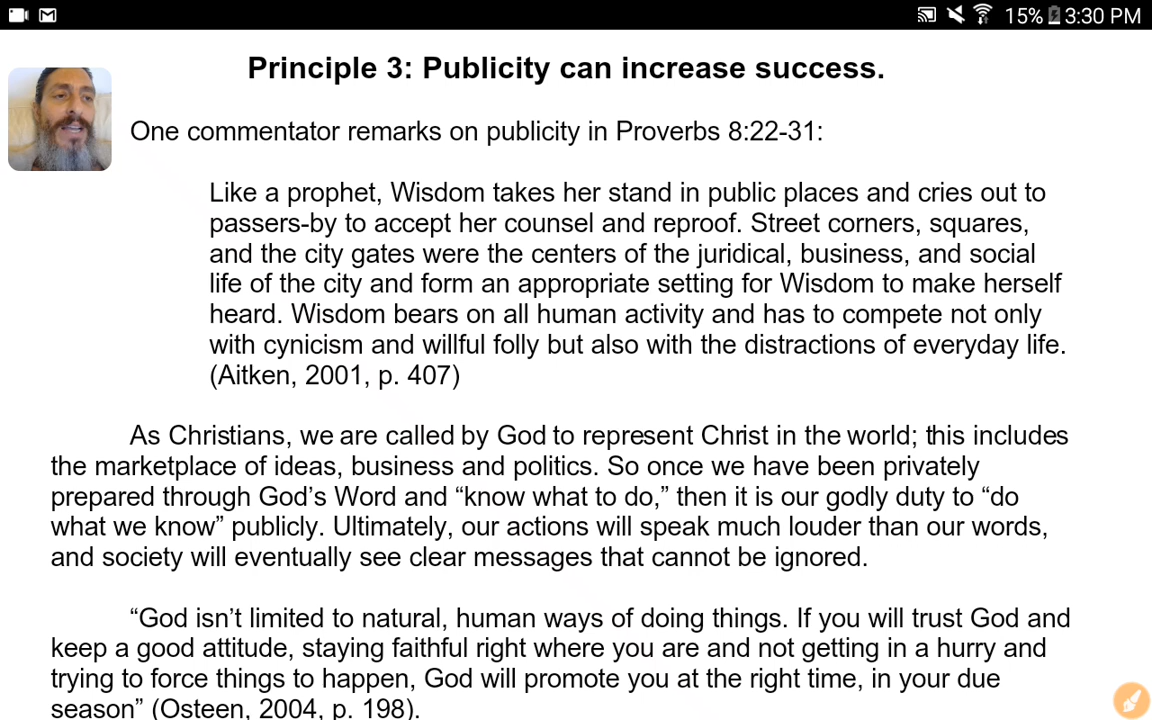 15% 3:30 PM
Principle 3: Publicity can increase success.
One commentator remarks on publicity in Proverbs 8:22-31:
Like a prophet, Wisdom takes her stand in public places and cries out to
passers-by to accept her counsel and reproof. Street corners, squares,
and the city gates were the centers of the juridical, business, and social
life of the city and form an appropriate setting for Wisdom to make herself
heard. Wisdom bears on all human activity and has to compete not only
with cynicism and willful folly but also with the distractions of everyday life.
(Aitken, 2001, p. 407)
As Christians, we are called by God to represent Christ in the world; this includes
the marketplace of ideas, business and politics. So once we have been privately
prepared through God’s Word and “know what to do,” then it is our godly duty to “do
what we know” publicly. Ultimately, our actions will speak much louder than our words,
and society will eventually see clear messages that cannot be ignored.
“God isn’t limited to natural, human ways of doing things. If you will trust God and
keep a good attitude, staying faithful right where you are and not getting in a hurry and
trying to force things to happen, God will promote you at the right time, in your due
season” (Osteen, 2004, p. 198).